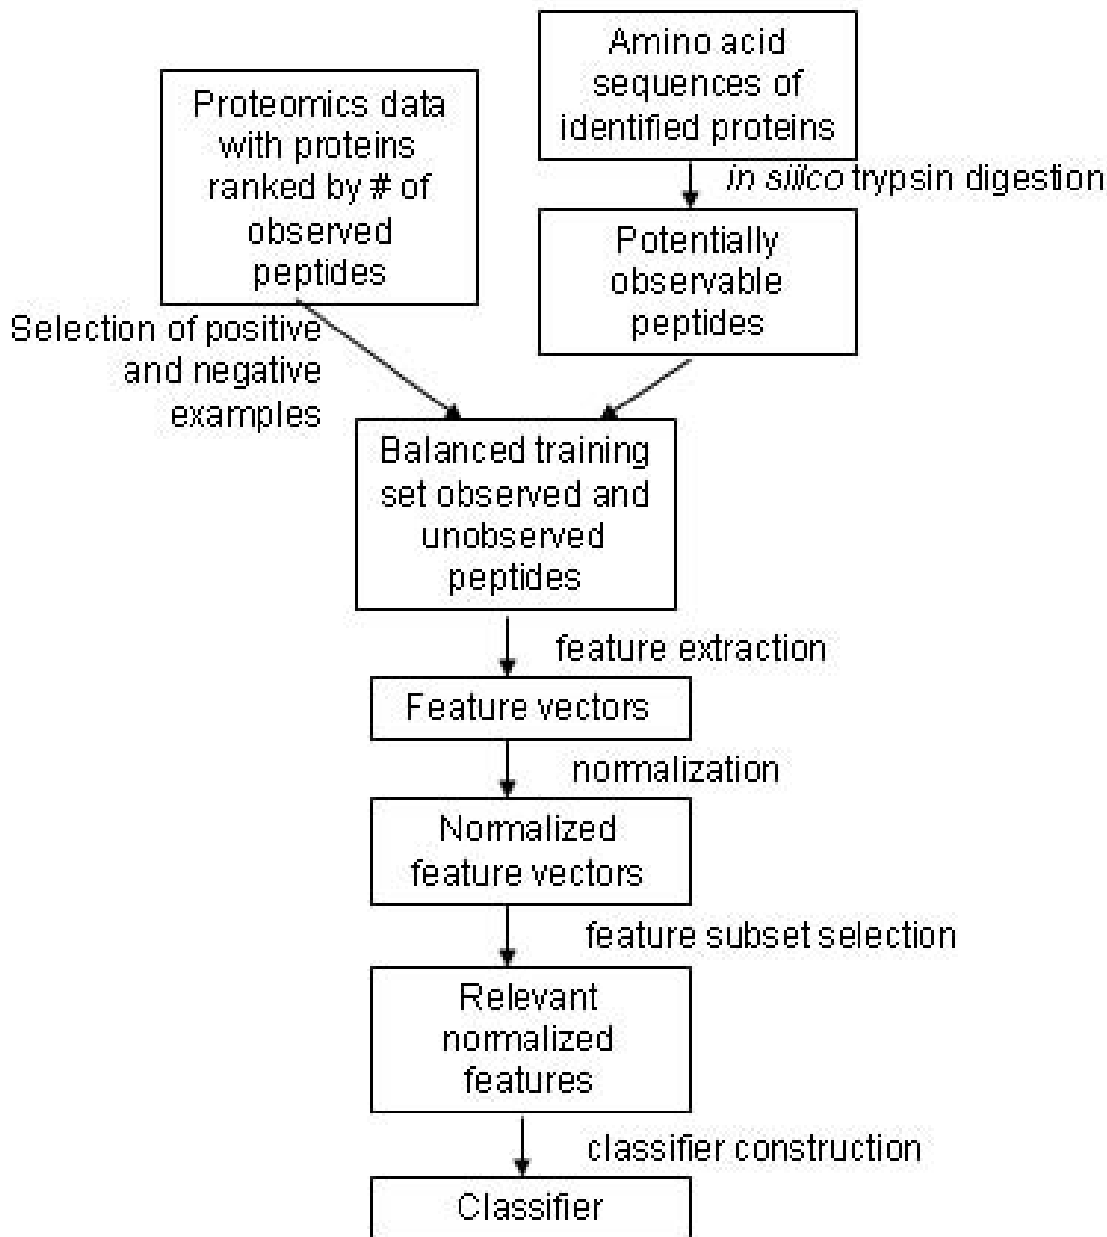 Proteomics data
with proteins
ranked by # of
observed
peptides
Amino acid
sequences of
identified proteins
in silico trypsin digestion
Potentially
observable
peptides
Selection of positive
and negative
examples
Balanced training
set observed and
unobserved
peptides
feature extraction
Feature vectors
normalization
Normalized
feature vectors
feature subset selection
Relevant
normalized
features
classifier construction
Classifier